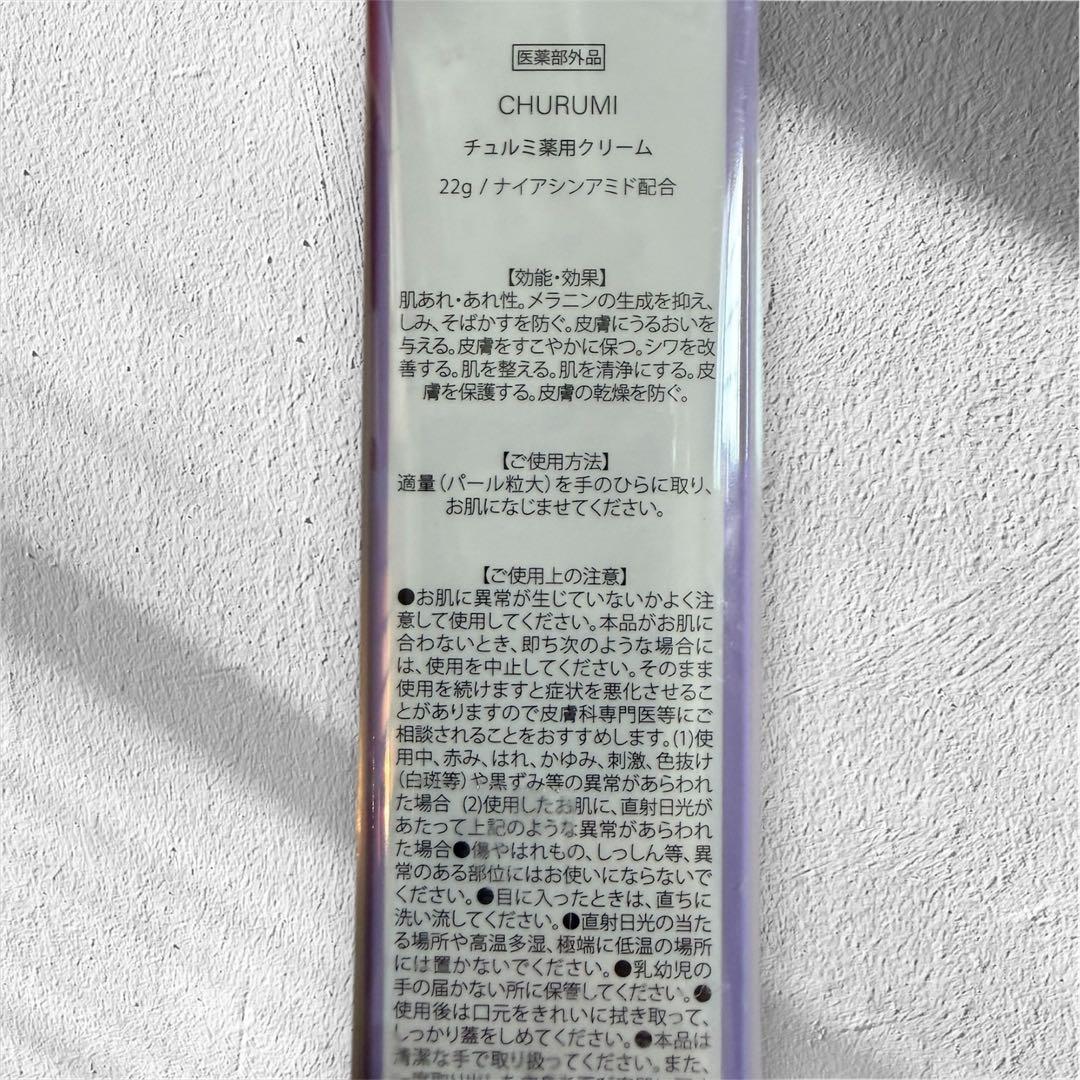 医薬部外品
CHURUMI
チュルミ薬用クリーム
22g / ナイアシンアミド配合
【効能・効果】
肌あれ・あれ性。メラニンの生成を抑え、
しみ、そばかすを防ぐ。皮膚にうるおいを
与える。皮膚をすこやかに保つ。シワを改
善する。肌を整える。肌を清浄にする。皮
膚を保護する。皮膚の乾燥を防ぐ。
【ご使用方法】
適量（パール粒大）を手のひらに取り、
お肌になじませてください。
【ご使用上の注意】
●お肌に異常が生じていないかよく注
意して使用してください。本品がお肌に
合わないとき、即ち次のような場合に
は、使用を中止してください。そのまま
使用を続けますと症状を悪化させるこ
とがありますので皮膚科専門医等にご
相談されることをおすすめします。(1)使
用中、赤み、はれ、かゆみ、刺激、色抜け
（白斑等）や黒ずみ等の異常があらわれ
た場合 (2)使用したお肌に、直射日光が
あたって上記のような異常があらわれ
た場合●傷やはれもの、しっしん等、異
常のある部位にはお使いにならないで
ください。●目に入ったときは、直ちに
洗い流してください。●直射日光の当た
る場所や高温多湿、極端に低温の場所
には置かないでください。●乳幼児の
手の届かない所に保管してください。●
使用後は口元をきれいに拭き取って、
しっかり蓋をしめてください。●本品は
清潔な手で取り扱ってください。また、